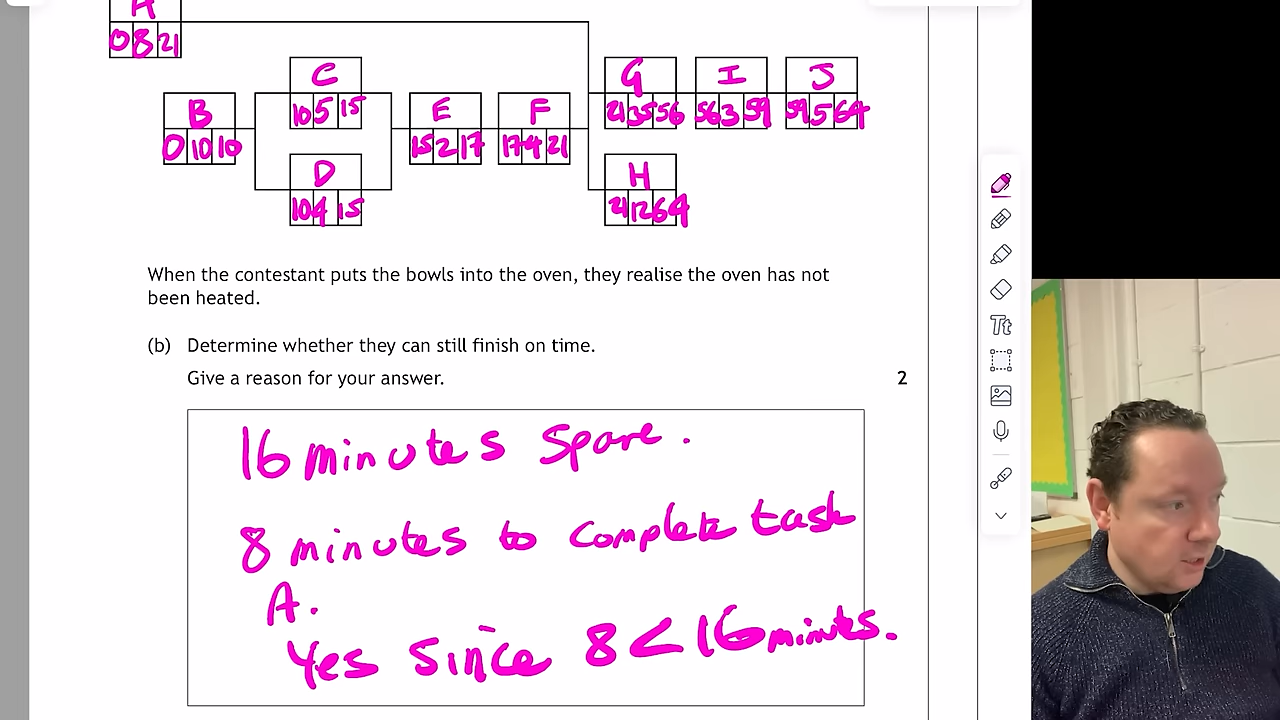 A
0 8 21
C
10 5 15
B
0 10 10
E
15 2 17
F
17 4 21
D
10 4 15
G
21 35 56
I
56 3 59
J
59 5 64
H
21 12 64
When the contestant puts the bowls into the oven, they realise the oven has not
been heated.
(b) Determine whether they can still finish on time.
Give a reason for your answer. 2
16 minutes spare.
8 minutes to complete task
A.
Yes since 8 < 16 minutes.
Tt